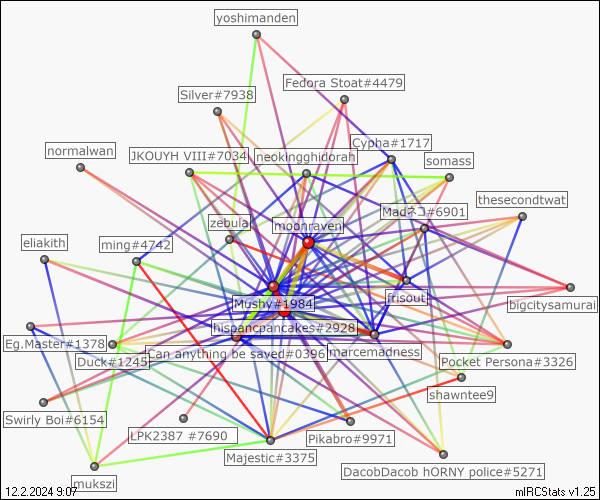 yoshimanden
Fedora Stoat#4479
Silver#7938
Cypha#1717
normalwan
JKOUYH VIII#7034
neokingghidorah
somass
thesecondtwat
Madネコ#6901
zebulal
moonraven
eliakith
ming#4742
Mushy#1984
frisout
bigcitysamurai
hispancpancakes#2928
Eg.Master#1378
Duck#1245
Can anything be saved#0396
marcemadness
Pocket Persona#3326
shawntee9
Swirly Boi#6154
LPK2387 #7690
Pikabro#9971
Majestic#3375
DacobDacob hORNY police#5271
mukszi
12.2.2024 9:07
mIRCStats v1.25